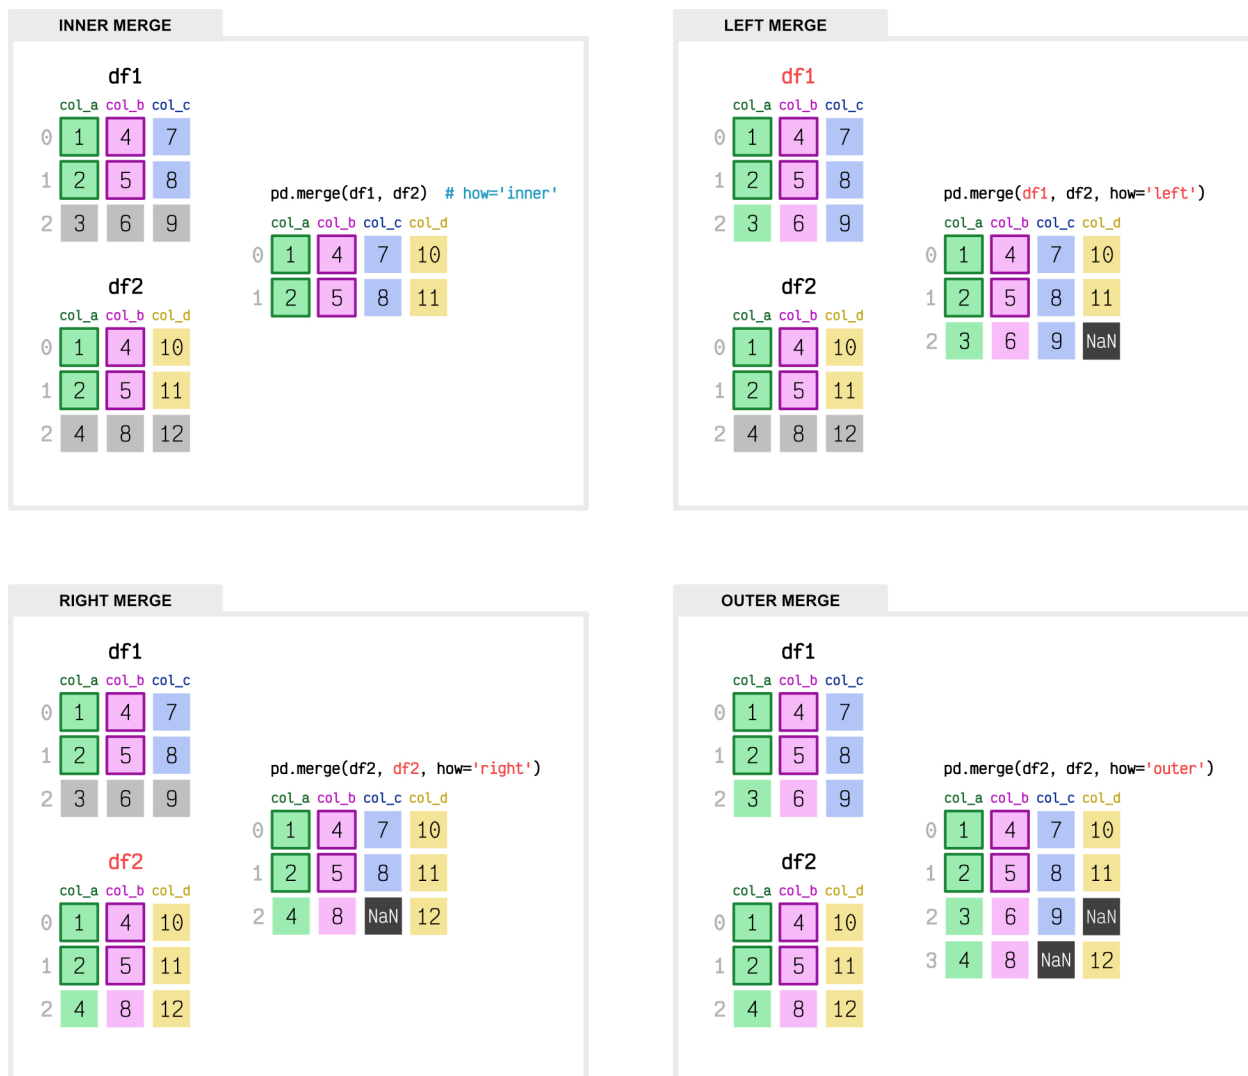 INNER MERGE
df1
col_a col_b col_c
0 1 4 7
1 2 5 8
2 3 6 9
df2
col_a col_b col_d
0 1 4 10
1 2 5 11
2 4 8 12
pd.merge(df1, df2) # how='inner'
col_a col_b col_c col_d
0 1 4 7 10
1 2 5 8 11
LEFT MERGE
df1
col_a col_b col_c
0 1 4 7
1 2 5 8
2 3 6 9
df2
col_a col_b col_d
0 1 4 10
1 2 5 11
2 4 8 12
pd.merge(df1, df2, how='left')
col_a col_b col_c col_d
0 1 4 7 10
1 2 5 8 11
2 3 6 9 NaN
RIGHT MERGE
df1
col_a col_b col_c
0 1 4 7
1 2 5 8
2 3 6 9
df2
col_a col_b col_d
0 1 4 10
1 2 5 11
2 4 8 12
pd.merge(df2, df2, how='right')
col_a col_b col_c col_d
0 1 4 7 10
1 2 5 8 11
2 4 8 NaN 12
OUTER MERGE
df1
col_a col_b col_c
0 1 4 7
1 2 5 8
2 3 6 9
df2
col_a col_b col_d
0 1 4 10
1 2 5 11
2 4 8 12
pd.merge(df2, df2, how='outer')
col_a col_b col_c col_d
0 1 4 7 10
1 2 5 8 11
2 3 6 9 NaN
3 4 8 NaN 12